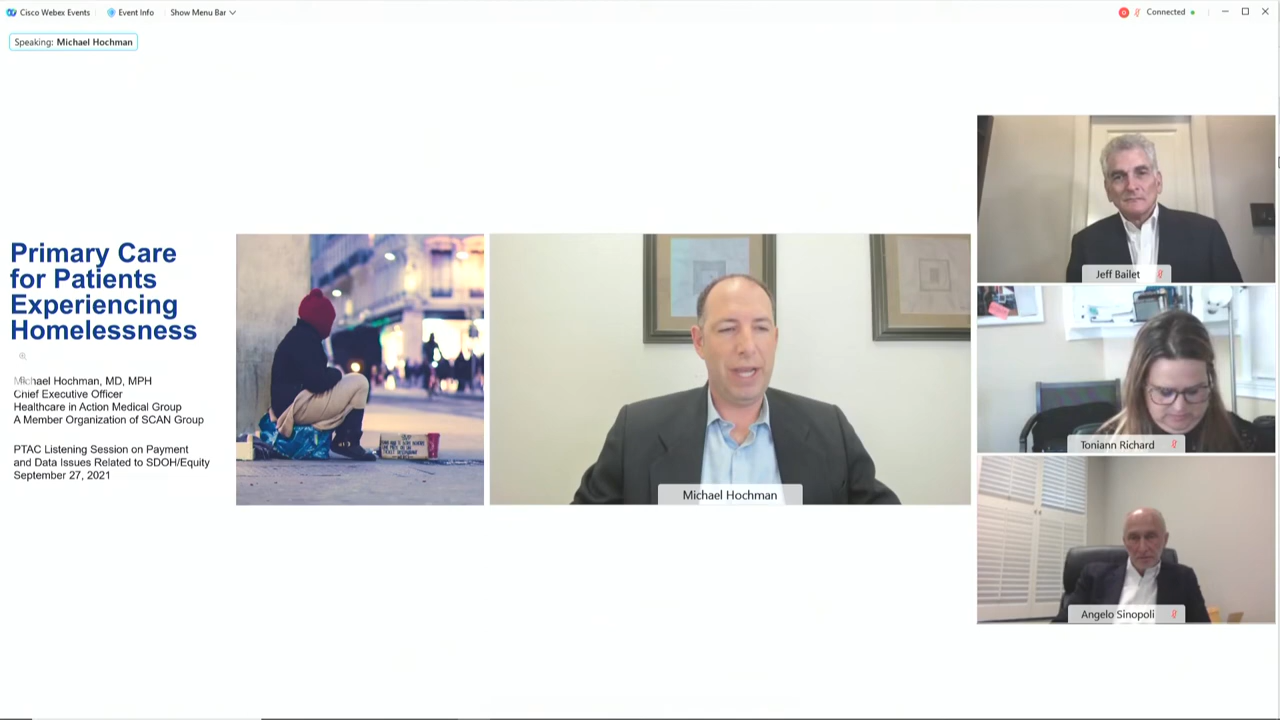 Cisco Webex Events
Event Info
Show Menu Bar
Connected
Speaking: Michael Hochman
Primary Care
for Patients
Experiencing
Homelessness
Michael Hochman, MD, MPH
Chief Executive Officer
Healthcare in Action Medical Group
A Member Organization of SCAN Group
PTAC Listening Session on Payment
and Data Issues Related to SDOH/Equity
September 27, 2021
Michael Hochman
Jeff Bailet
Toniann Richard
Angelo Sinopoli